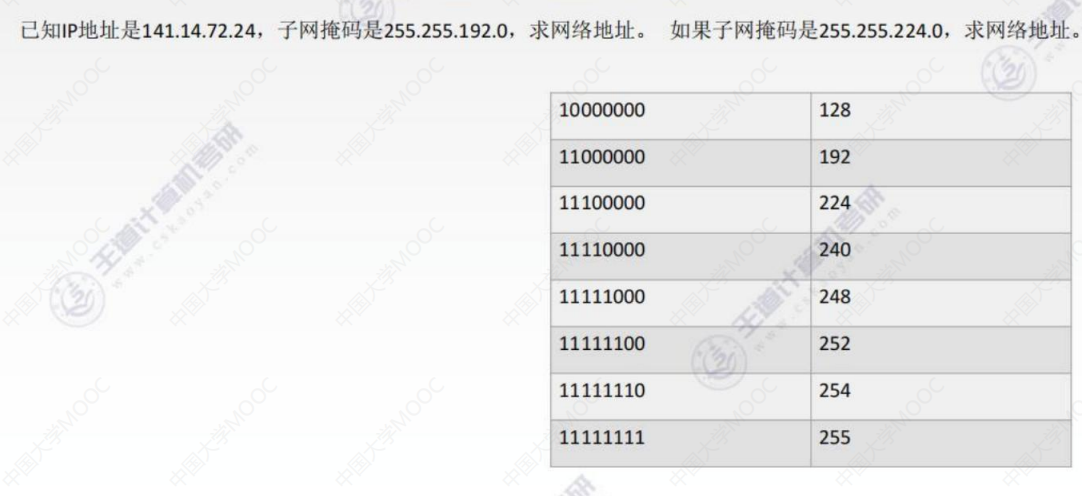 已知IP地址是141.14.72.24，子网掩码是255.255.192.0，求网络地址。 如果子网掩码是255.255.224.0，求网络地址。
10000000 128
11000000 192
11100000 224
11110000 240
11111000 248
11111100 252
11111110 254
11111111 255
中国大学MOOC
王道计算机考研
www.cskaoyan.com